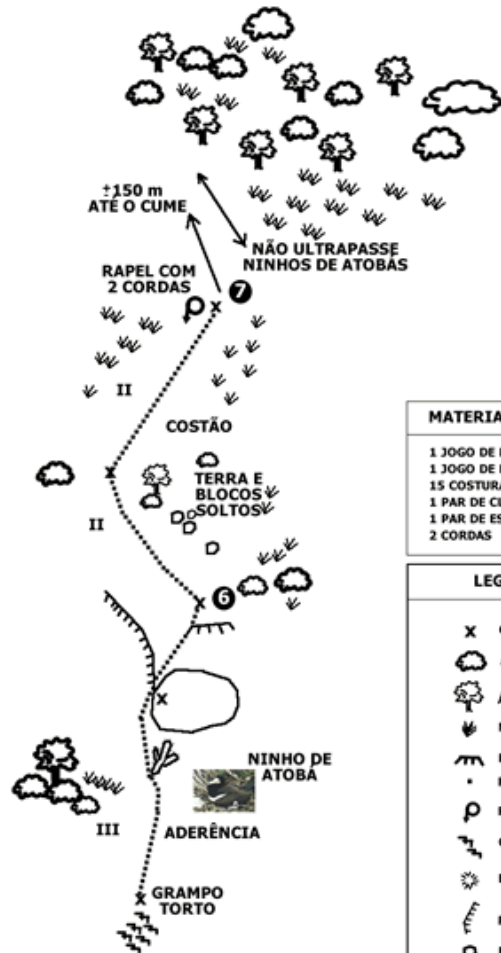 ±150 m
ATÉ O CUME
NÃO ULTRAPASSE
NINHOS DE ATOBÁS
RAPEL COM
2 CORDAS
7
II
COSTÃO
TERRA E
BLOCOS
SOLTOS
II
6
NINHO DE
ATOBÁ
III
ADERÊNCIA
GRAMPO
TORTO
MATERIA
1 JOGO DE
1 JOGO DE
15 COSTURA
1 PAR DE
1 PAR DE ES
2 CORDAS
LEG